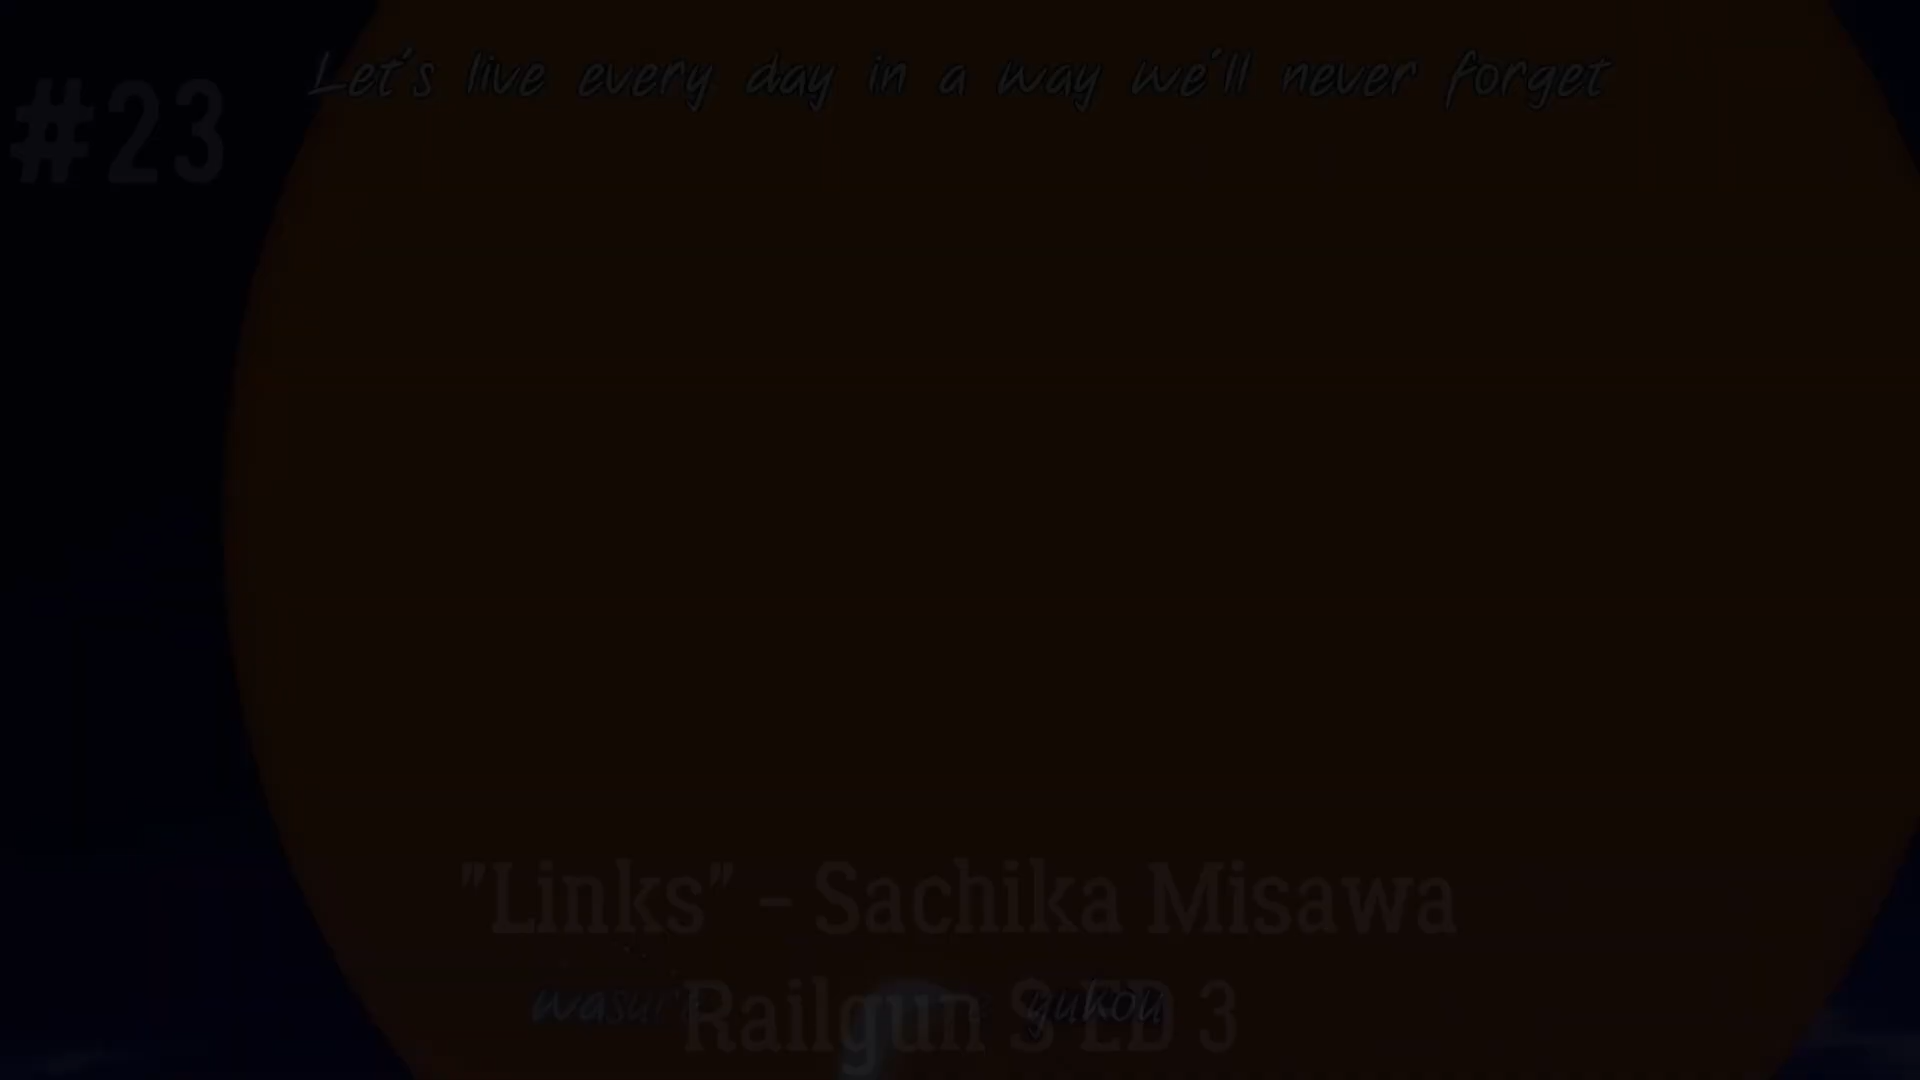 Let's live every day in a way we'll never forget
#23
"Links" - Sachika Misawa
yukou
Railgun S ED 3